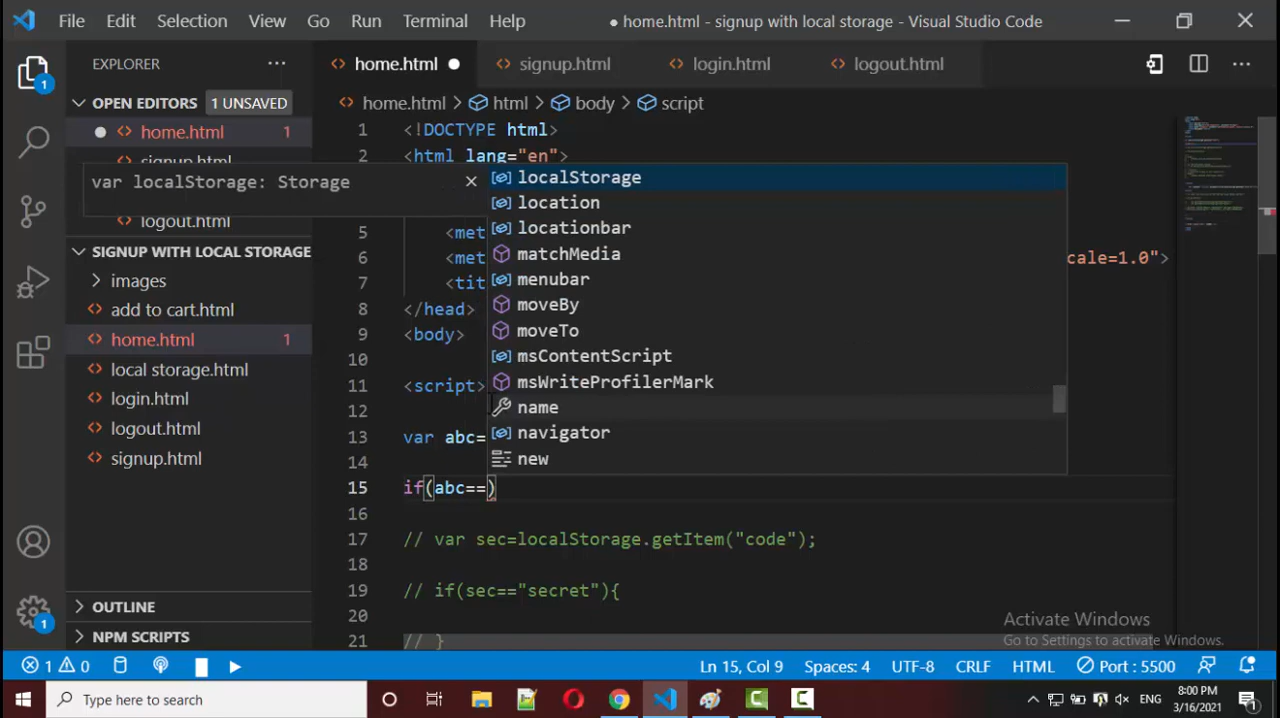 File Edit Selection View Go Run Terminal Help ● home.html - signup with local storage - Visual Studio Code
EXPLORER ...
home.html signup.html login.html logout.html ...
1
OPEN EDITORS 1 UNSAVED
home.html > html > body > script
home.html 1
signup.html
logout.html
SIGNUP WITH LOCAL STORAGE
images
add to cart.html
home.html 1
local storage.html
login.html
logout.html
signup.html
OUTLINE
NPM SCRIPTS
1
1 <!DOCTYPE html>
2 <html lang="en">
var localStorage: Storage
localStorage
location
locationbar
matchMedia
menubar
moveBy
moveTo
msContentScript
msWriteProfilerMark
name
navigator
new
5 <met
6 <met cale=1.0">
7 <tit
8 </head>
9 <body>
10
11 <script>
12
13 var abc=
14
15 if(abc==)
16
17 // var sec=localStorage.getItem("code");
18
19 // if(sec=="secret"){
20
21 // }
Activate Windows
Go to Settings to activate Windows.
1 0 Ln 15, Col 9 Spaces: 4 UTF-8 CRLF HTML Port : 5500
Type here to search
ENG 8:00 PM
3/16/2021
1